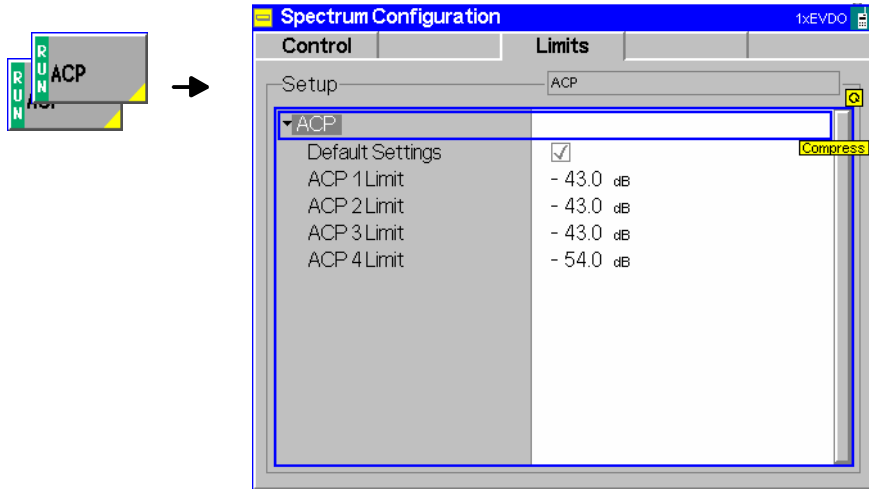 RUN ACP
RUN
Spectrum Configuration 1xEVDO
Control Limits
Setup ACP
ACP
Compress
Default Settings
ACP 1 Limit - 43.0 dB
ACP 2 Limit - 43.0 dB
ACP 3 Limit - 43.0 dB
ACP 4 Limit - 54.0 dB